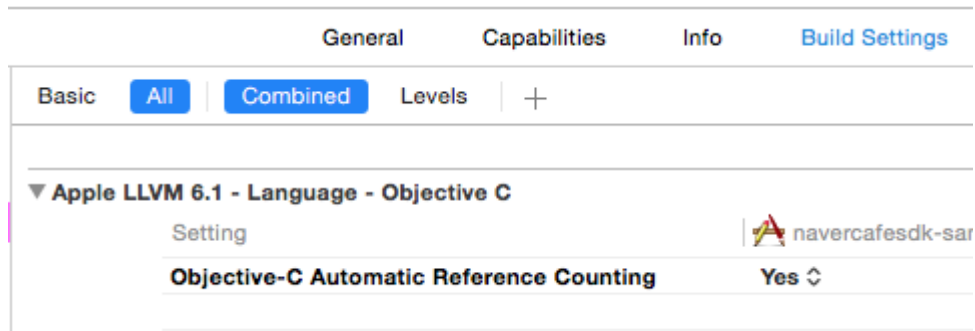 General Capabilities Info Build Settings
Basic All Combined Levels +
Apple LLVM 6.1 - Language - Objective C
Setting navercafesdk-sar
Objective-C Automatic Reference Counting Yes